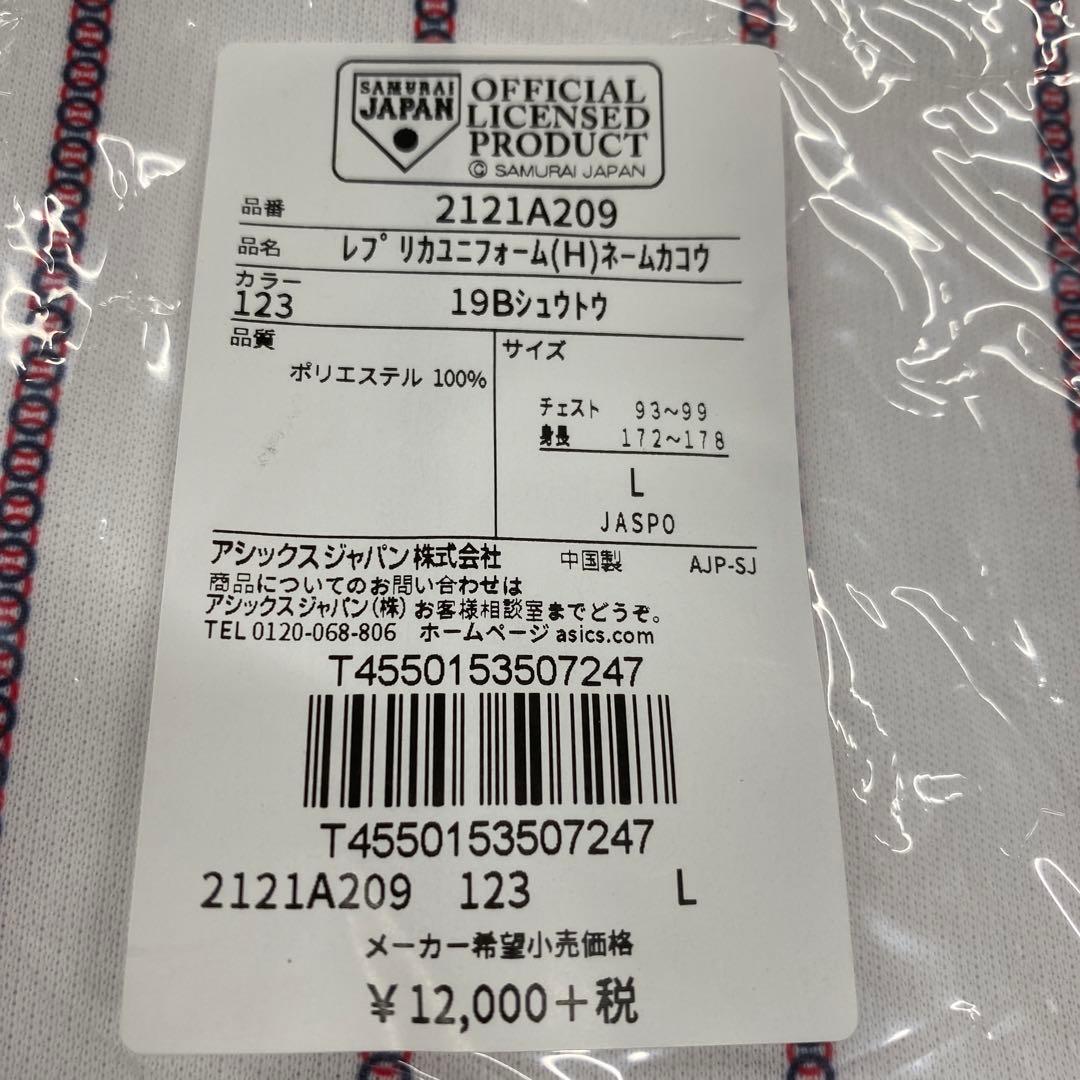 SAMURAI
JAPAN
OFFICIAL
LICENSED
PRODUCT
© SAMURAI JAPAN
品番 2121A209
品名 レプリカユニフォーム(H)ネームカコウ
カラー
123 19Bシュウトウ
品質
ポリエステル 100%
サイズ
チェスト 93~99
身長 172~178
L
JASPO
アシックスジャパン株式会社 中国製 AJP-SJ
商品についてのお問い合わせは
アシックスジャパン(株)お客様相談室までどうぞ。
TEL 0120-068-806 ホームページ asics.com
T4550153507247
T4550153507247
2121A209 123 L
メーカー希望小売価格
¥12,000+税